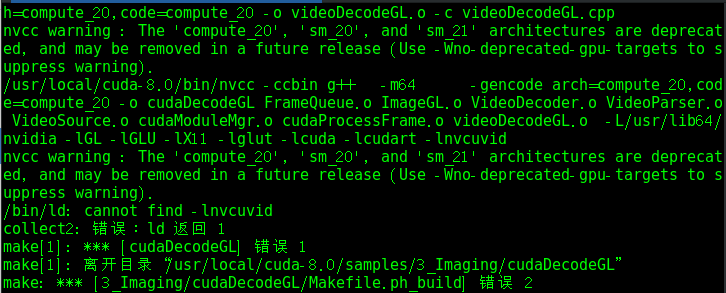 h=compute_20,code=compute_20 -o videoDecodeGL.o -c videoDecodeGL.cpp
nvcc warning : The 'compute_20', 'sm_20', and 'sm_21' architectures are deprecat
ed, and may be removed in a future release (Use -Wno-deprecated-gpu-targets to s
uppress warning).
/usr/local/cuda-8.0/bin/nvcc -ccbin g++   -m64      -gencode arch=compute_20,cod
e=compute_20 -o cudaDecodeGL FrameQueue.o ImageGL.o VideoDecoder.o VideoParser.o
 VideoSource.o cudaModuleMgr.o cudaProcessFrame.o videoDecodeGL.o  -L/usr/lib64/
nvidia -lGL -lGLU -lX11 -lglut -lcuda -lcudart -lnvcuvid
nvcc warning : The 'compute_20', 'sm_20', and 'sm_21' architectures are deprecat
ed, and may be removed in a future release (Use -Wno-deprecated-gpu-targets to s
uppress warning).
/bin/ld: cannot find -lnvcuvid
collect2: 错误：ld 返回 1
make[1]: *** [cudaDecodeGL] 错误 1
make[1]: 离开目录“/usr/local/cuda-8.0/samples/3_Imaging/cudaDecodeGL”
make: *** [3_Imaging/cudaDecodeGL/Makefile.ph_build] 错误 2